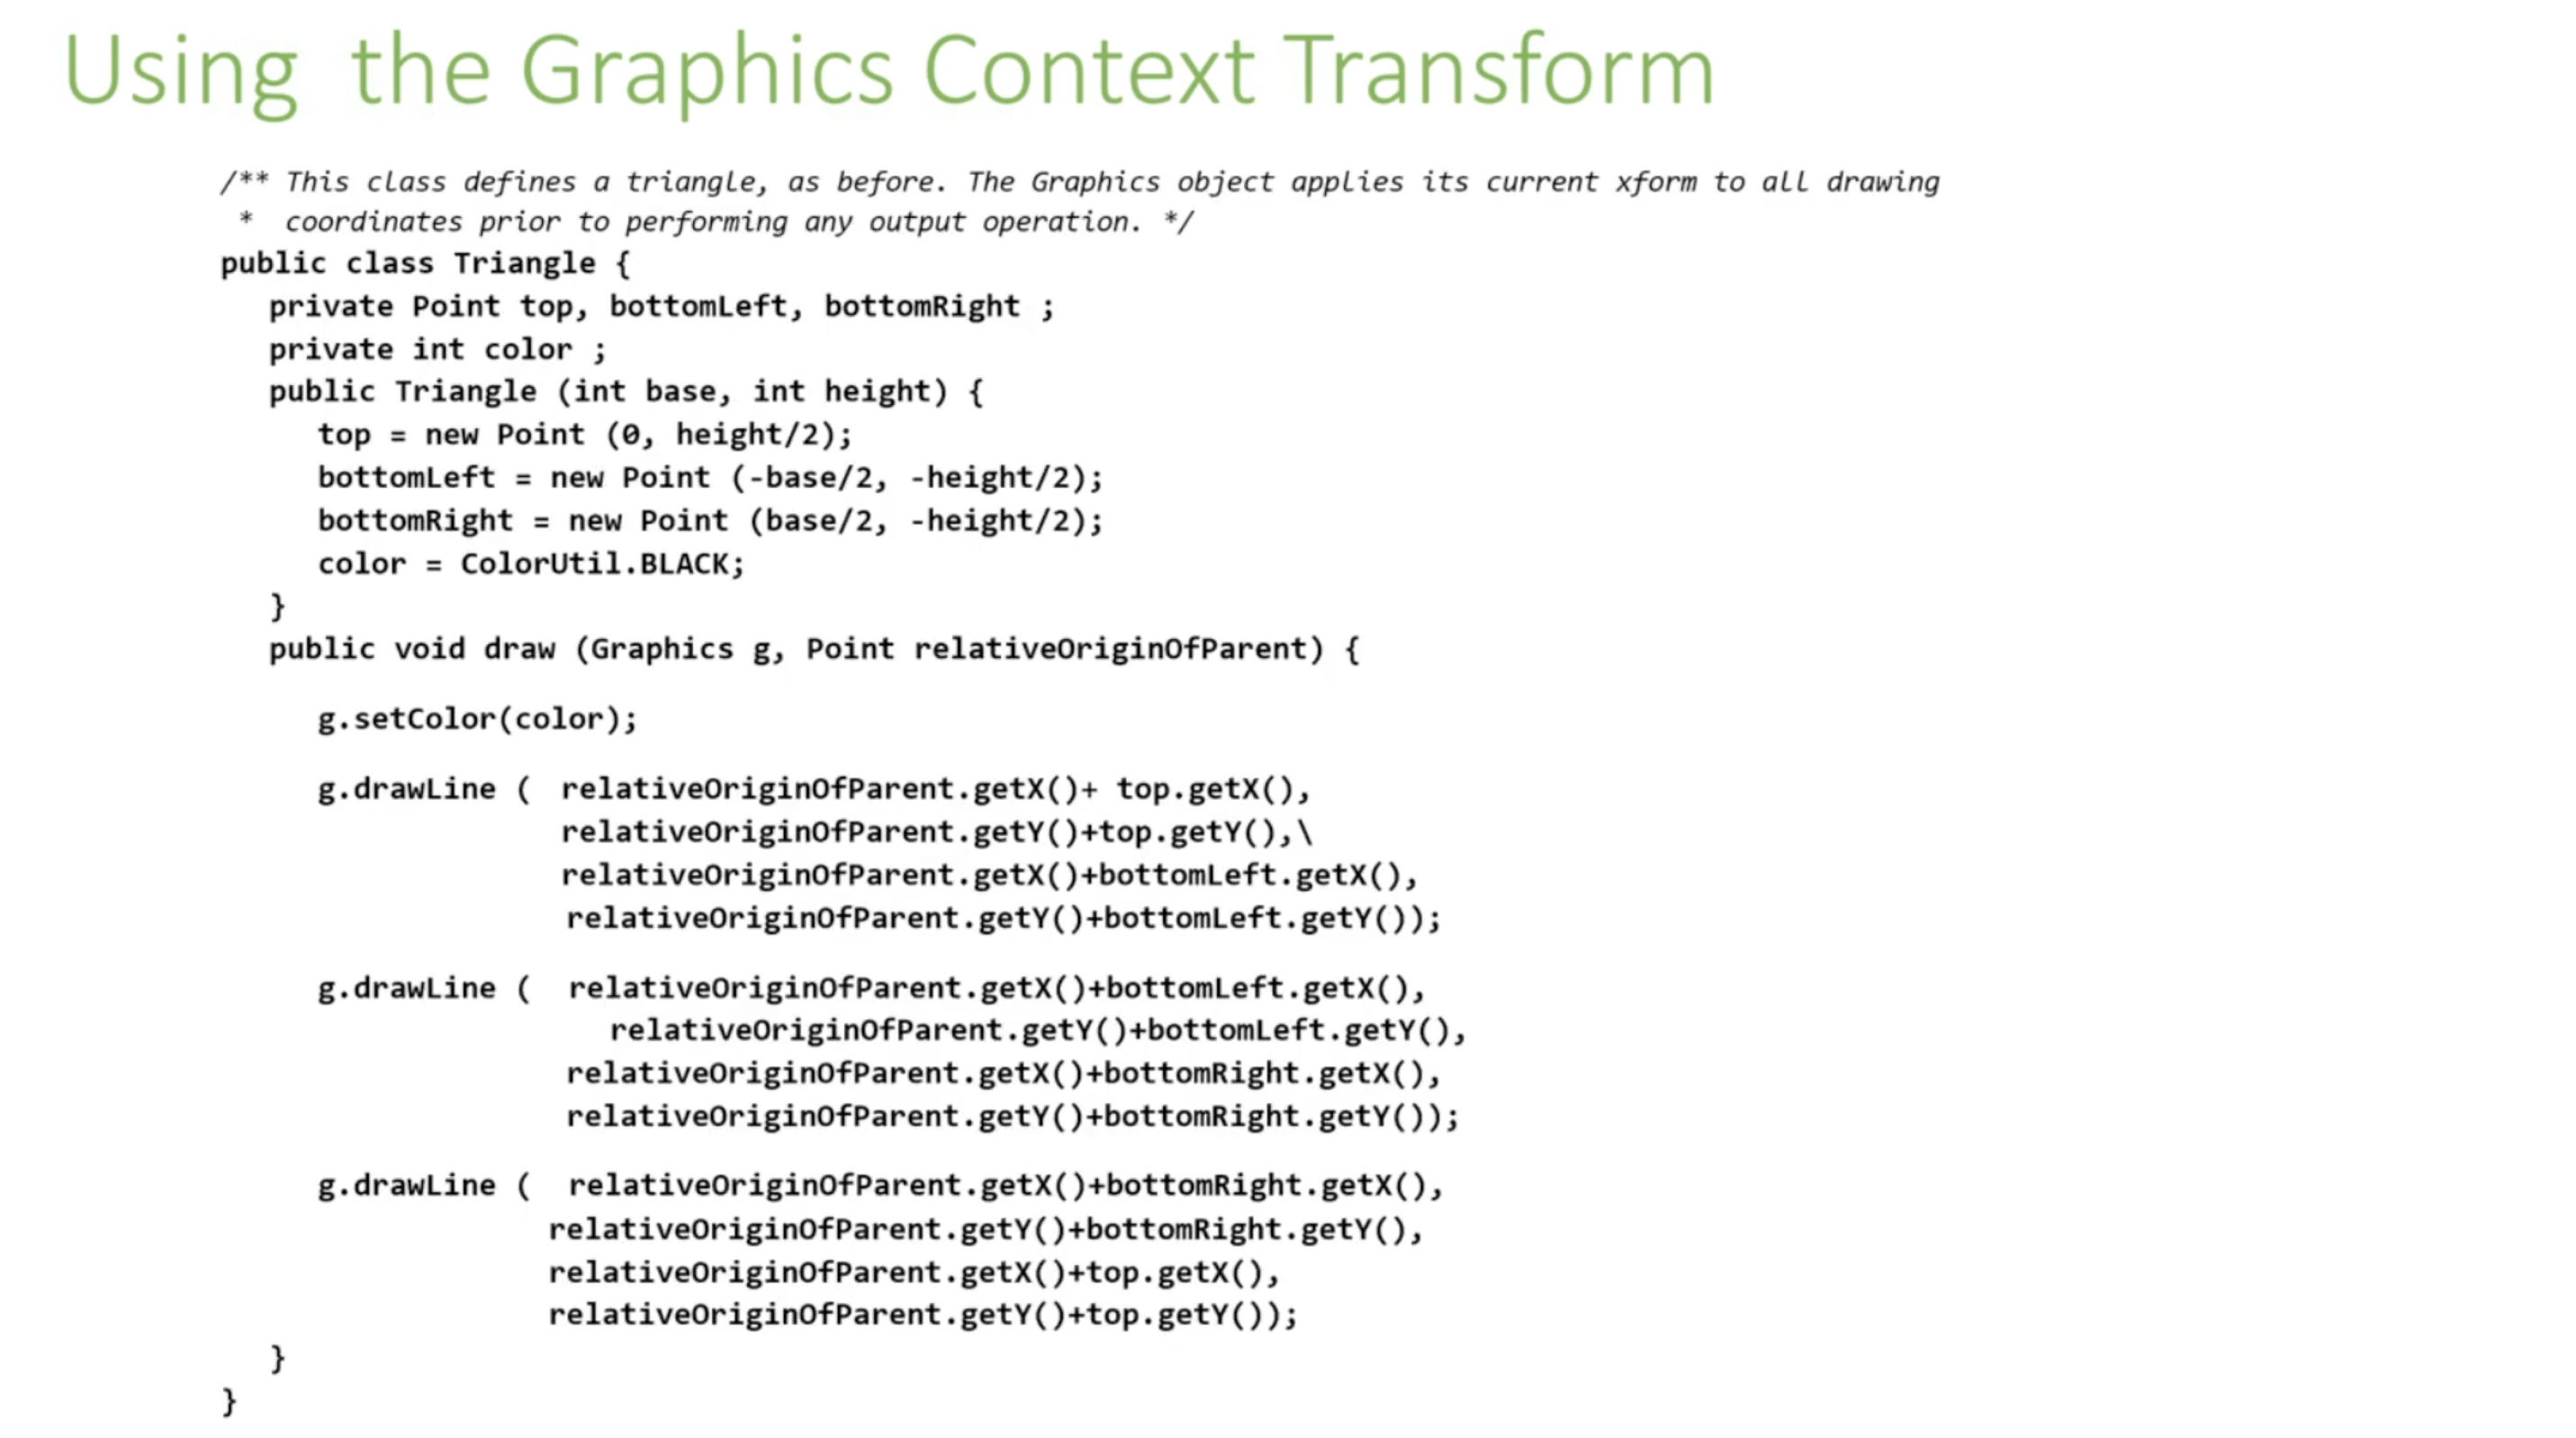 Using  the Graphics Context Transform
/** This class defines a triangle, as before. The Graphics object applies its current xform to all drawing
 *  coordinates prior to performing any output operation. */
public class Triangle {
   private Point top, bottomLeft, bottomRight ;
   private int color ;
   public Triangle (int base, int height) {
      top = new Point (0, height/2);
      bottomLeft = new Point (-base/2, -height/2);
      bottomRight = new Point (base/2, -height/2);
      color = ColorUtil.BLACK;
   }
   public void draw (Graphics g, Point relativeOriginOfParent) {
      g.setColor(color);
      g.drawLine (  relativeOriginOfParent.getX()+ top.getX(),
                    relativeOriginOfParent.getY()+top.getY(),\
                    relativeOriginOfParent.getX()+bottomLeft.getX(),
                    relativeOriginOfParent.getY()+bottomLeft.getY());
      g.drawLine (  relativeOriginOfParent.getX()+bottomLeft.getX(),
                       relativeOriginOfParent.getY()+bottomLeft.getY(),
                    relativeOriginOfParent.getX()+bottomRight.getX(),
                    relativeOriginOfParent.getY()+bottomRight.getY());
      g.drawLine (  relativeOriginOfParent.getX()+bottomRight.getX(),
                   relativeOriginOfParent.getY()+bottomRight.getY(),
                   relativeOriginOfParent.getX()+top.getX(),
                   relativeOriginOfParent.getY()+top.getY());
   }
}